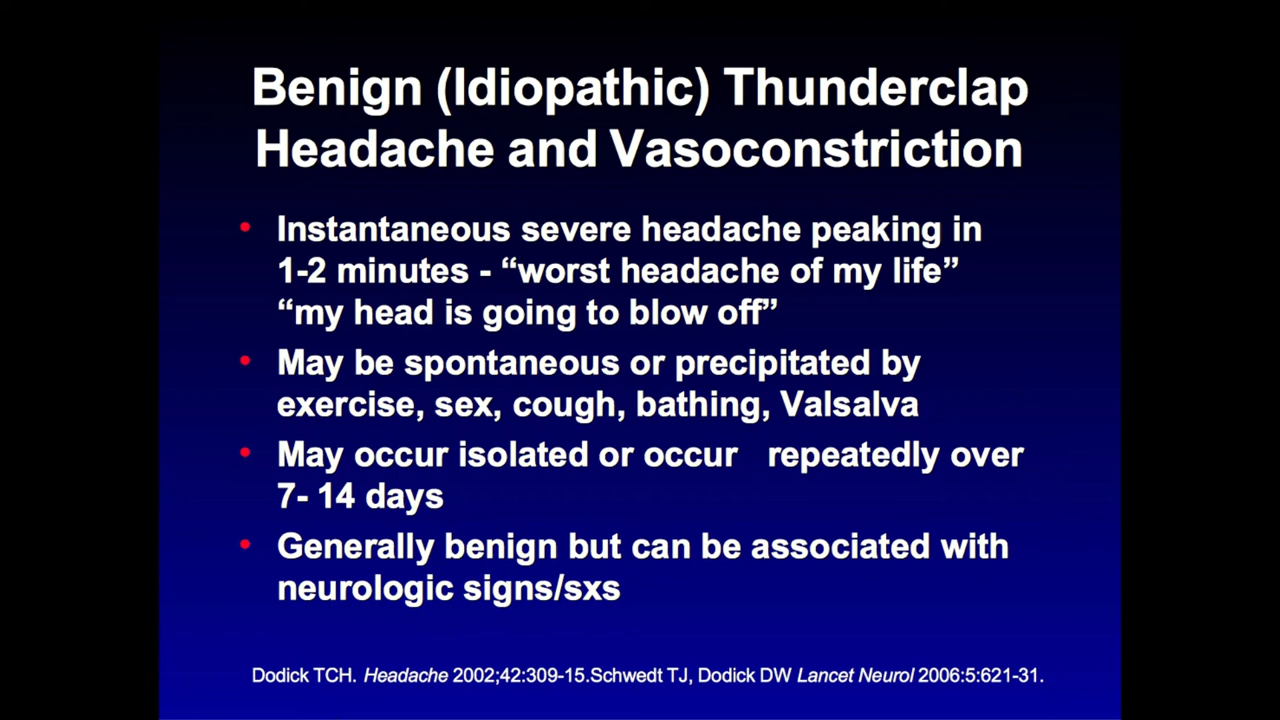 Benign (Idiopathic) Thunderclap
Headache and Vasoconstriction
• Instantaneous severe headache peaking in
1-2 minutes - “worst headache of my life”
“my head is going to blow off”
• May be spontaneous or precipitated by
exercise, sex, cough, bathing, Valsalva
• May occur isolated or occur   repeatedly over
7- 14 days
• Generally benign but can be associated with
neurologic signs/sxs
Dodick TCH. Headache 2002;42:309-15.Schwedt TJ, Dodick DW Lancet Neurol 2006:5:621-31.